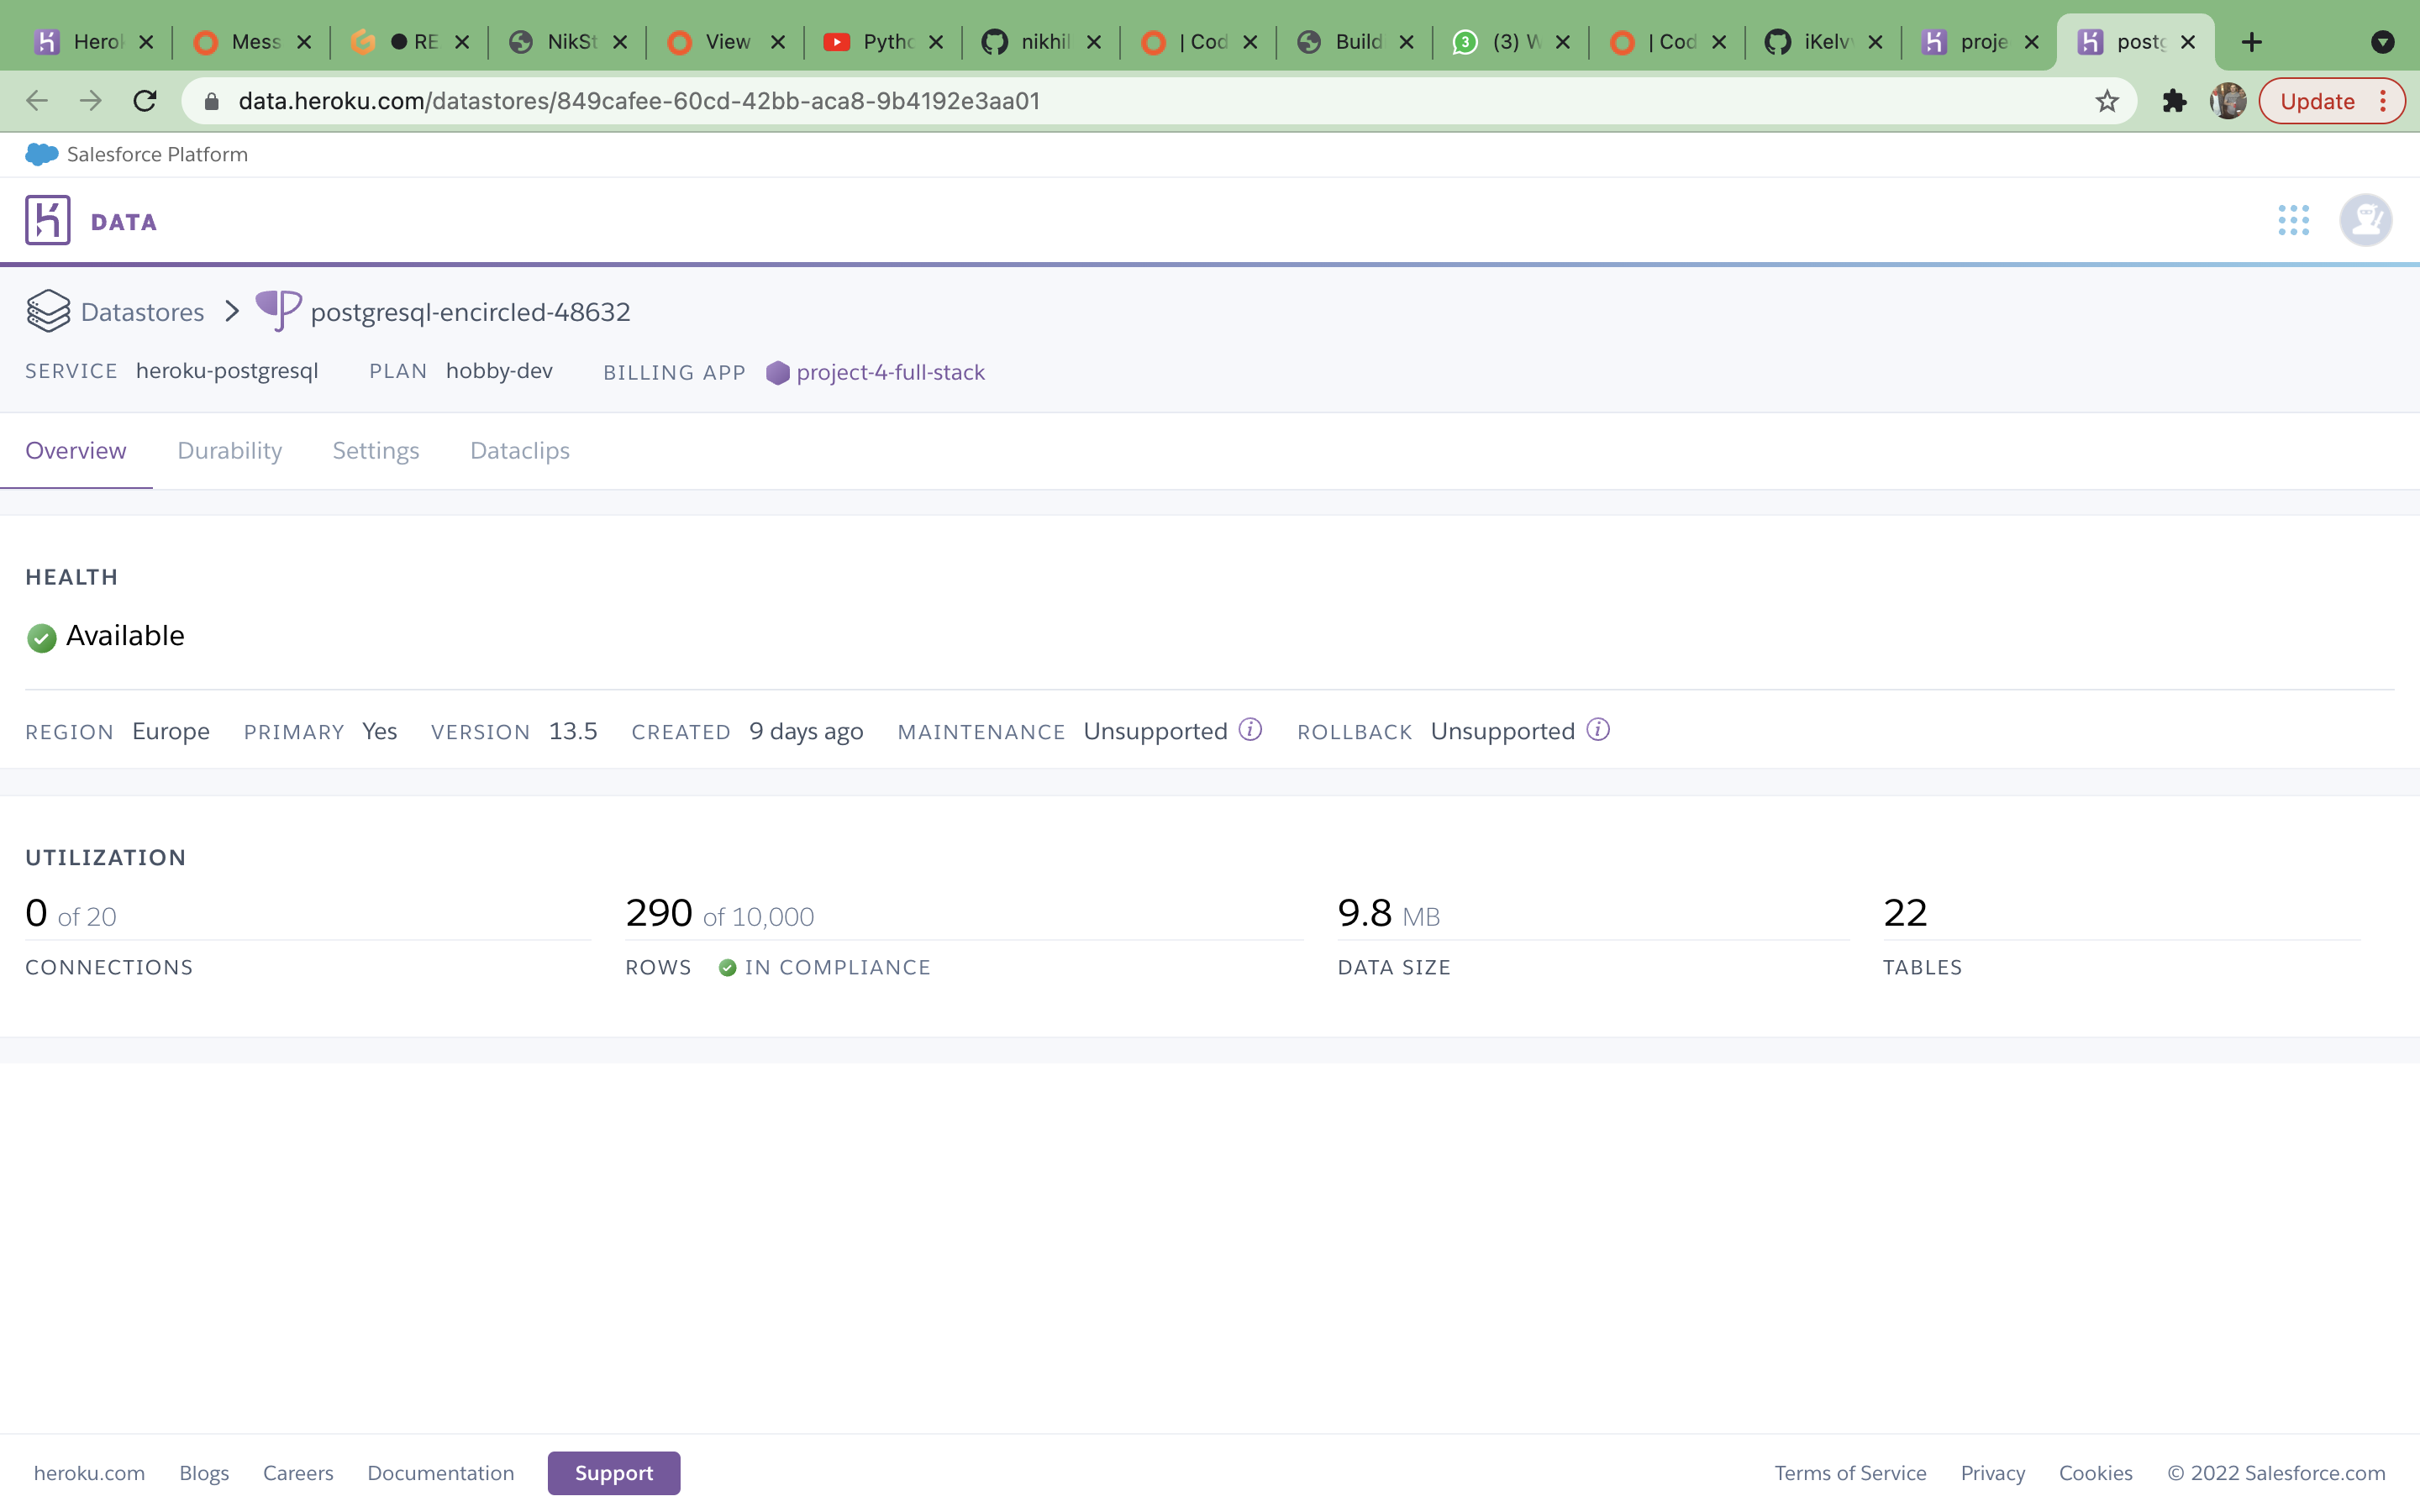 Herol Mess RE NikSt View Pytho nikhil | Cod Build 3 (3) W | Cod iKelv proje postg
data.heroku.com/datastores/849cafee-60cd-42bb-aca8-9b4192e3aa01 Update
Salesforce Platform
DATA
Datastores postgresql-encircled-48632
SERVICE heroku-postgresql PLAN hobby-dev BILLING APP project-4-full-stack
Overview Durability Settings Dataclips
HEALTH
Available
REGION Europe PRIMARY Yes VERSION 13.5 CREATED 9 days ago MAINTENANCE Unsupported ROLLBACK Unsupported
UTILIZATION
0 of 20 290 of 10,000 9.8 MB 22
CONNECTIONS ROWS IN COMPLIANCE DATA SIZE TABLES
heroku.com Blogs Careers Documentation Support Terms of Service Privacy Cookies © 2022 Salesforce.com